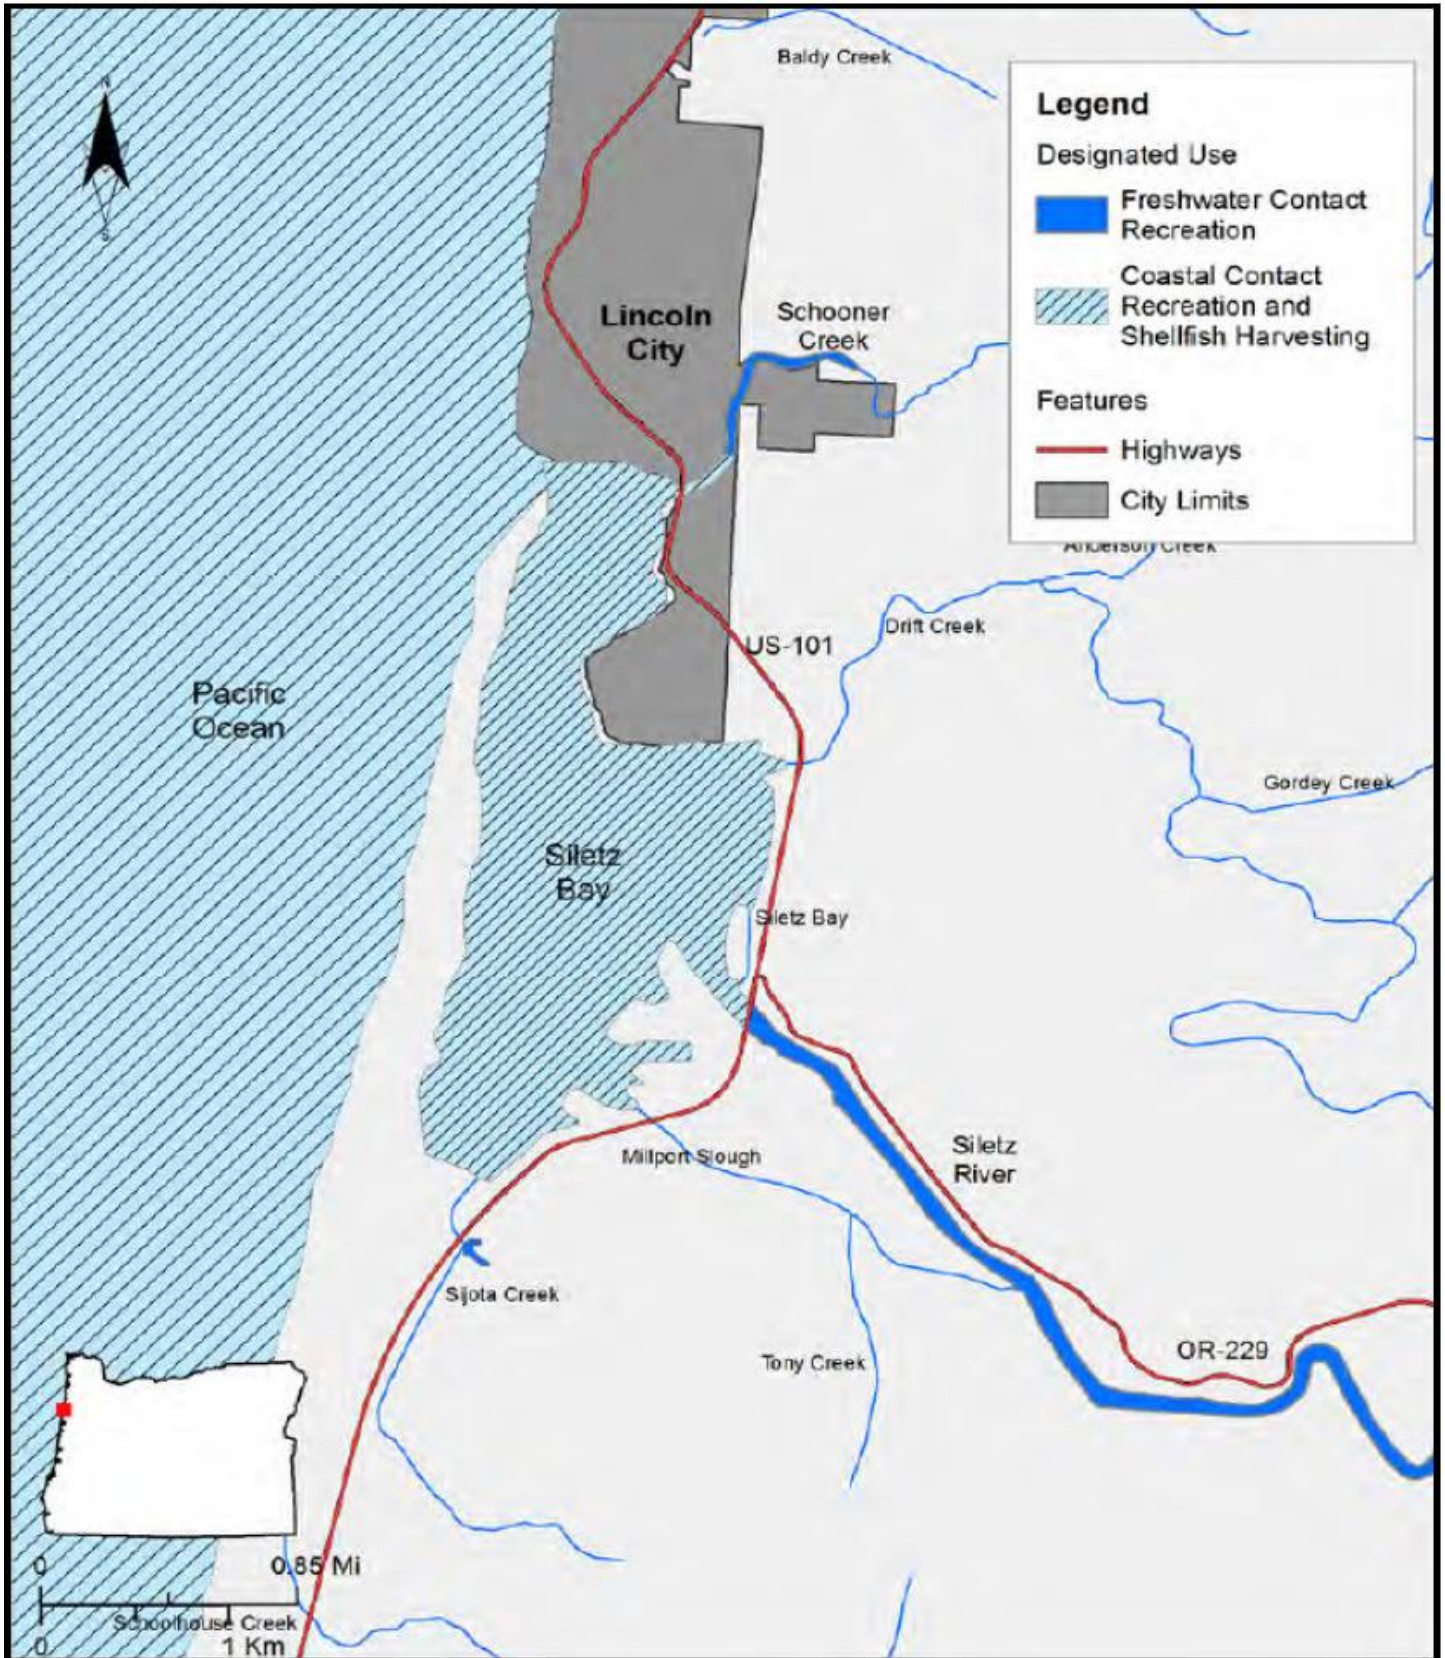 N
S
Baldy Creek
Legend
Designated Use
Freshwater Contact
Recreation
Coastal Contact
Recreation and
Shellfish Harvesting
Features
Highways
City Limits
Lincoln
City
Schooner
Creek
Anderson Creek
Drift Creek
US-101
Pacific
Ocean
Gordey Creek
Siletz
Bay
Siletz Bay
Siletz
River
Millport Slough
Sijota Creek
OR-229
Tony Creek
0 0.85 Mi
Schoolhouse Creek
0 1 Km